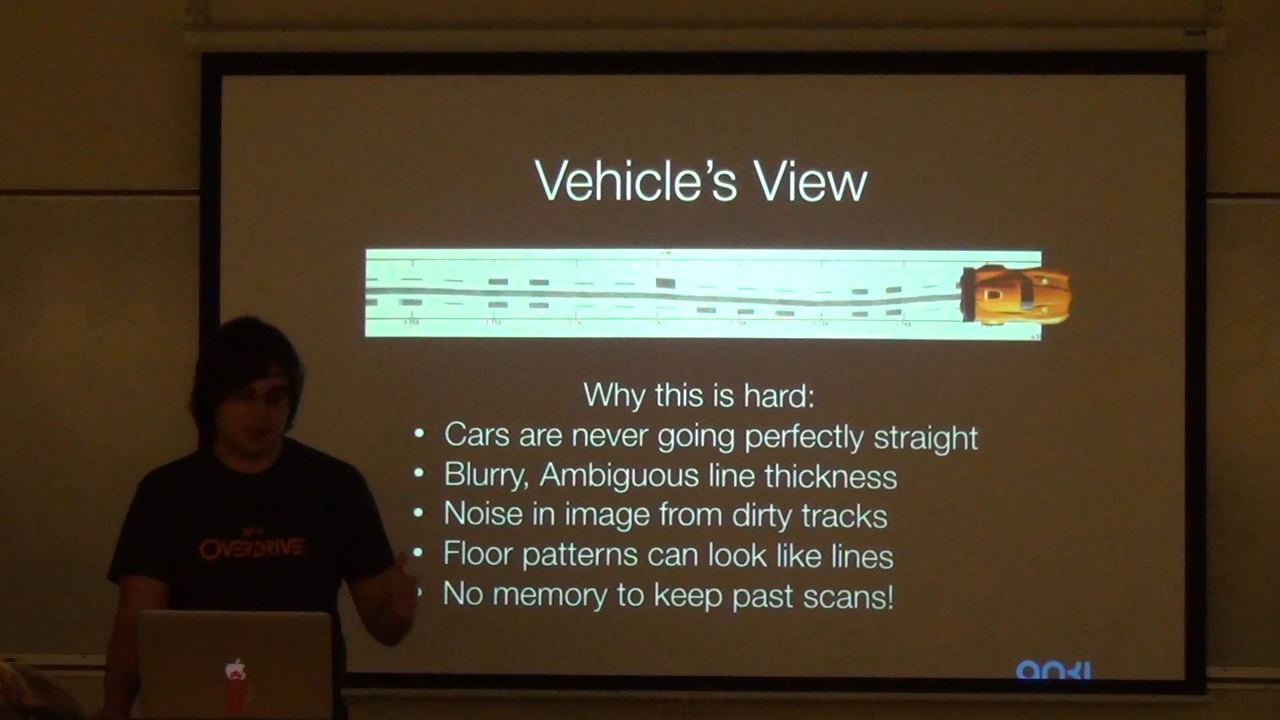 Vehicle's View
Why this is hard:
• Cars are never going perfectly straight
• Blurry, Ambiguous line thickness
• Noise in image from dirty tracks
• Floor patterns can look like lines
• No memory to keep past scans!
OVERDRIVE
anki